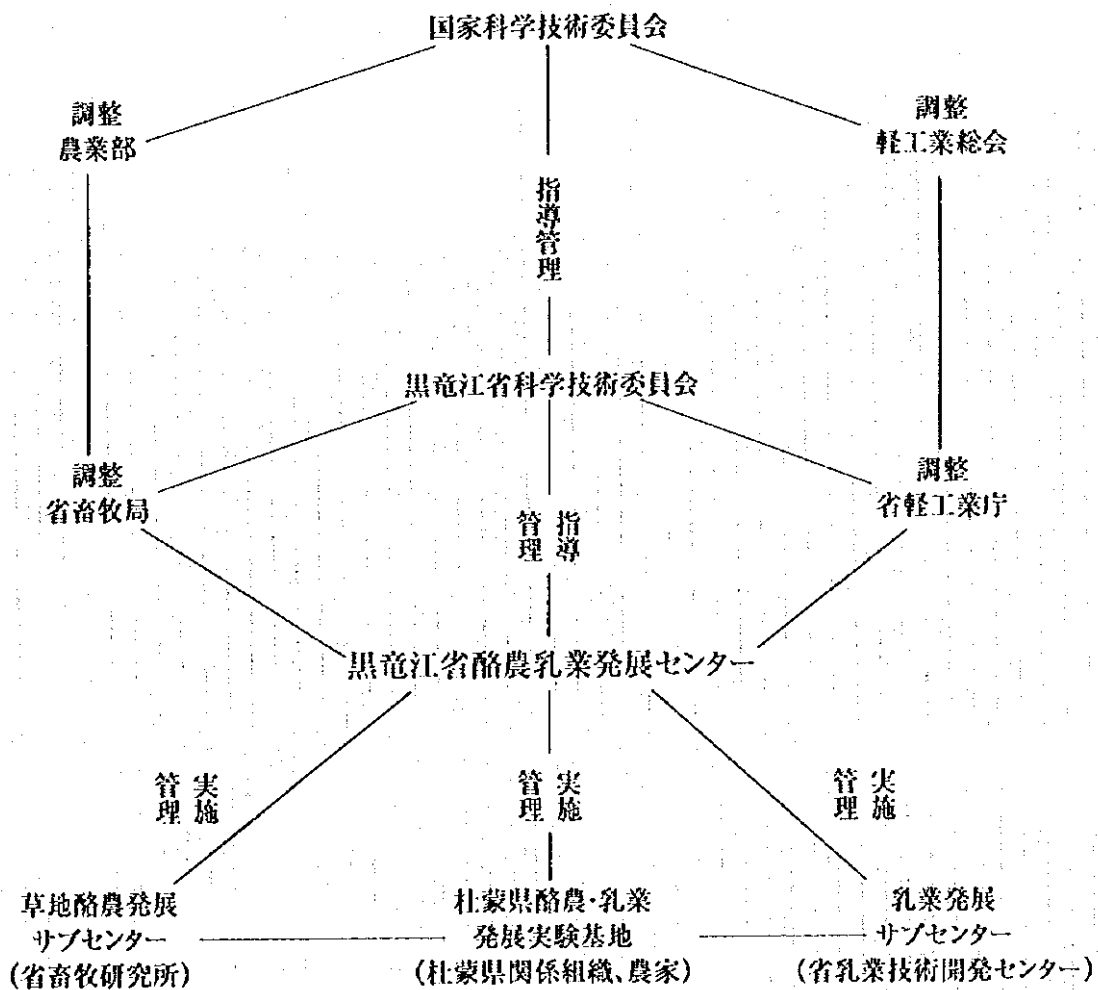 国家科学技術委員会
調整
農業部
調整
軽工業総会
指導管理
黒竜江省科学技術委員会
調整
省畜牧局
調整
省軽工業庁
指導
管理
黒竜江省酪農乳業発展センター
実施
管理
実施
管理
実施
管理
草地酪農発展
サブセンター
(省畜牧研究所)
杜蒙県酪農・乳業
発展実験基地
(杜蒙県関係組織、農家)
乳業発展
サブセンター
(省乳業技術開発センター)